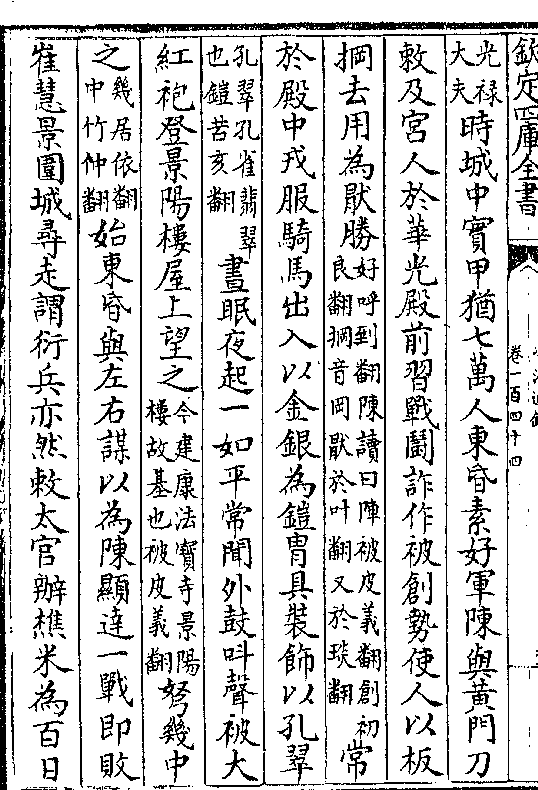 欽定四庫全書
卷一百四十四
光祿大夫時城中實甲猶七萬人東昏素好軍陳與黃門刀
敕及宮人於華光殿前習戰鬭詐作被創勢使人以板
掆去用為厭勝好呼到翻陳讀曰陣被皮義翻創初良翻掆音岡厭於叶翻又於琰翻常
於殿中戎服騎馬出入以金銀為鎧胄具裝飾以孔翠
孔翠孔雀翡翠也鎧苦亥翻晝眠夜起一如平常聞外鼓叫聲被大
紅袍登景陽樓屋上望之今建康法寶寺景陽樓故基也被皮義翻弩幾中
之幾居依翻中竹仲翻始東昏與左右謀以為陳顯達一戰即敗
崔慧景圍城尋走謂衍兵亦然敕太官辦樵米為百日